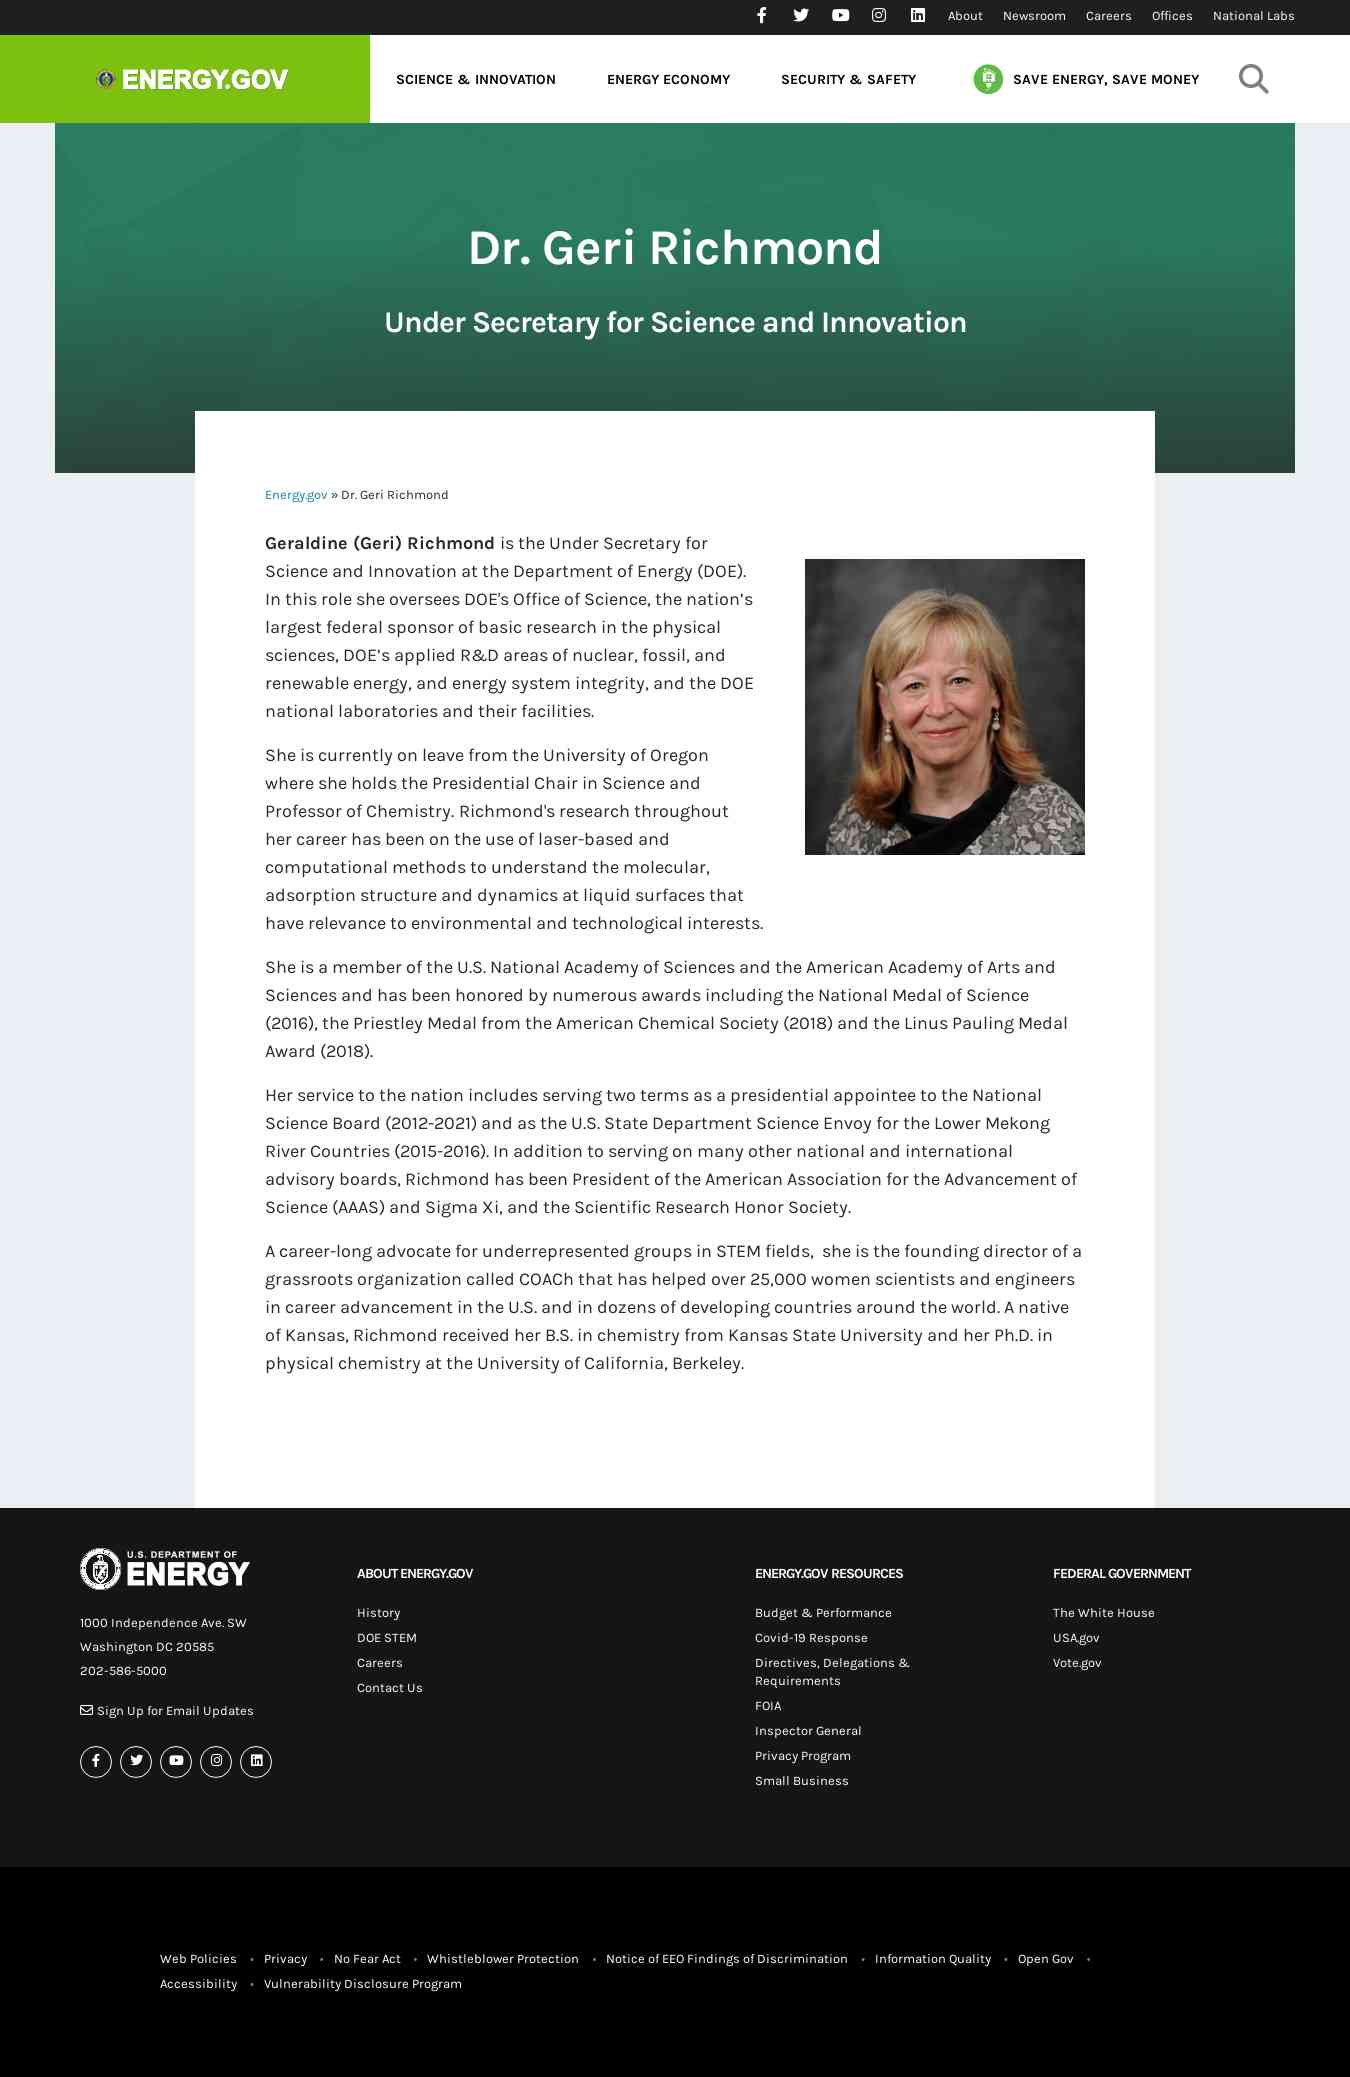 About Newsroom Careers Offices National Labs
ENERGY.GOV
SCIENCE & INNOVATION ENERGY ECONOMY SECURITY & SAFETY SAVE ENERGY, SAVE MONEY
Dr. Geri Richmond
Under Secretary for Science and Innovation
Energy.gov » Dr. Geri Richmond
Geraldine (Geri) Richmond is the Under Secretary for
Science and Innovation at the Department of Energy (DOE).
In this role she oversees DOE's Office of Science, the nation’s
largest federal sponsor of basic research in the physical
sciences, DOE’s applied R&D areas of nuclear, fossil, and
renewable energy, and energy system integrity, and the DOE
national laboratories and their facilities.
She is currently on leave from the University of Oregon
where she holds the Presidential Chair in Science and
Professor of Chemistry. Richmond's research throughout
her career has been on the use of laser-based and
computational methods to understand the molecular,
adsorption structure and dynamics at liquid surfaces that
have relevance to environmental and technological interests.
She is a member of the U.S. National Academy of Sciences and the American Academy of Arts and
Sciences and has been honored by numerous awards including the National Medal of Science
(2016), the Priestley Medal from the American Chemical Society (2018) and the Linus Pauling Medal
Award (2018).
Her service to the nation includes serving two terms as a presidential appointee to the National
Science Board (2012-2021) and as the U.S. State Department Science Envoy for the Lower Mekong
River Countries (2015-2016). In addition to serving on many other national and international
advisory boards, Richmond has been President of the American Association for the Advancement of
Science (AAAS) and Sigma Xi, and the Scientific Research Honor Society.
A career-long advocate for underrepresented groups in STEM fields,  she is the founding director of a
grassroots organization called COACh that has helped over 25,000 women scientists and engineers
in career advancement in the U.S. and in dozens of developing countries around the world. A native
of Kansas, Richmond received her B.S. in chemistry from Kansas State University and her Ph.D. in
physical chemistry at the University of California, Berkeley.
U.S. DEPARTMENT OF
ENERGY
1000 Independence Ave. SW
Washington DC 20585
202-586-5000
Sign Up for Email Updates
ABOUT ENERGY.GOV
History
DOE STEM
Careers
Contact Us
ENERGY.GOV RESOURCES
Budget & Performance
Covid-19 Response
Directives, Delegations &
Requirements
FOIA
Inspector General
Privacy Program
Small Business
FEDERAL GOVERNMENT
The White House
USA.gov
Vote.gov
Web Policies • Privacy • No Fear Act • Whistleblower Protection • Notice of EEO Findings of Discrimination • Information Quality • Open Gov •
Accessibility • Vulnerability Disclosure Program